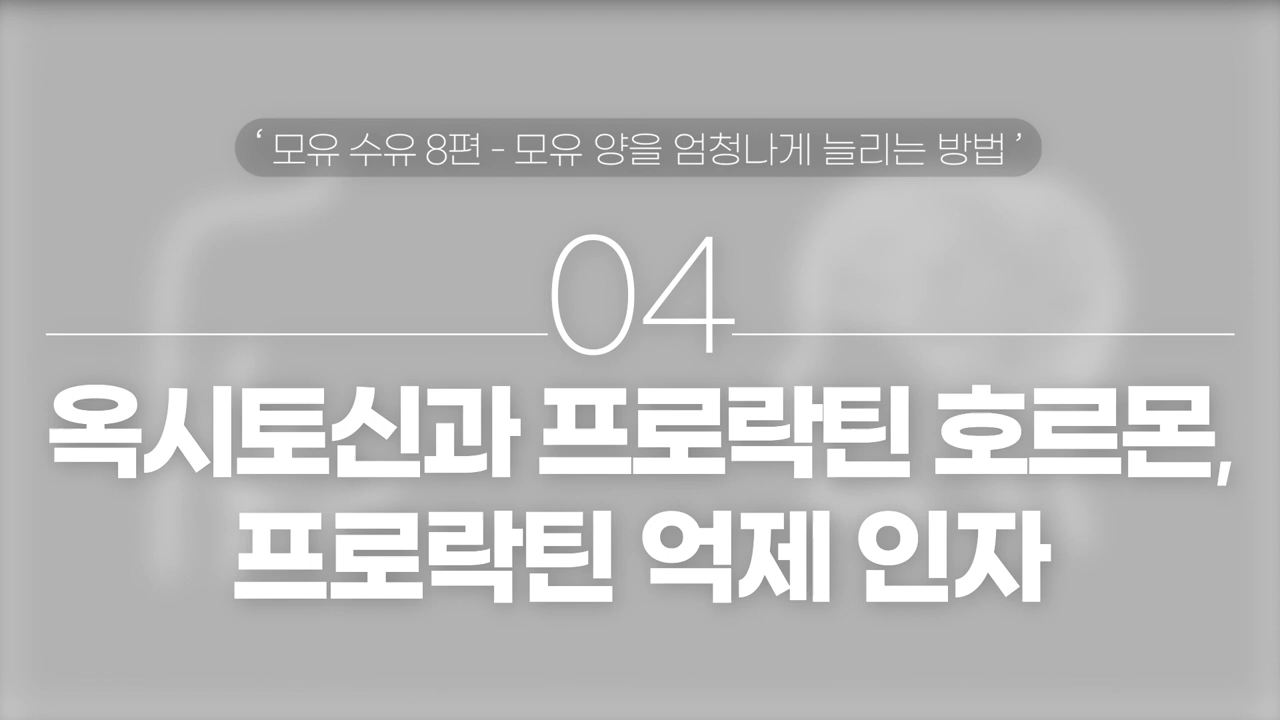 ‘ 모유 수유 8편 - 모유 양을 엄청나게 늘리는 방법 ’
04
옥시토신과 프로락틴 호르몬,
프로락틴 억제 인자